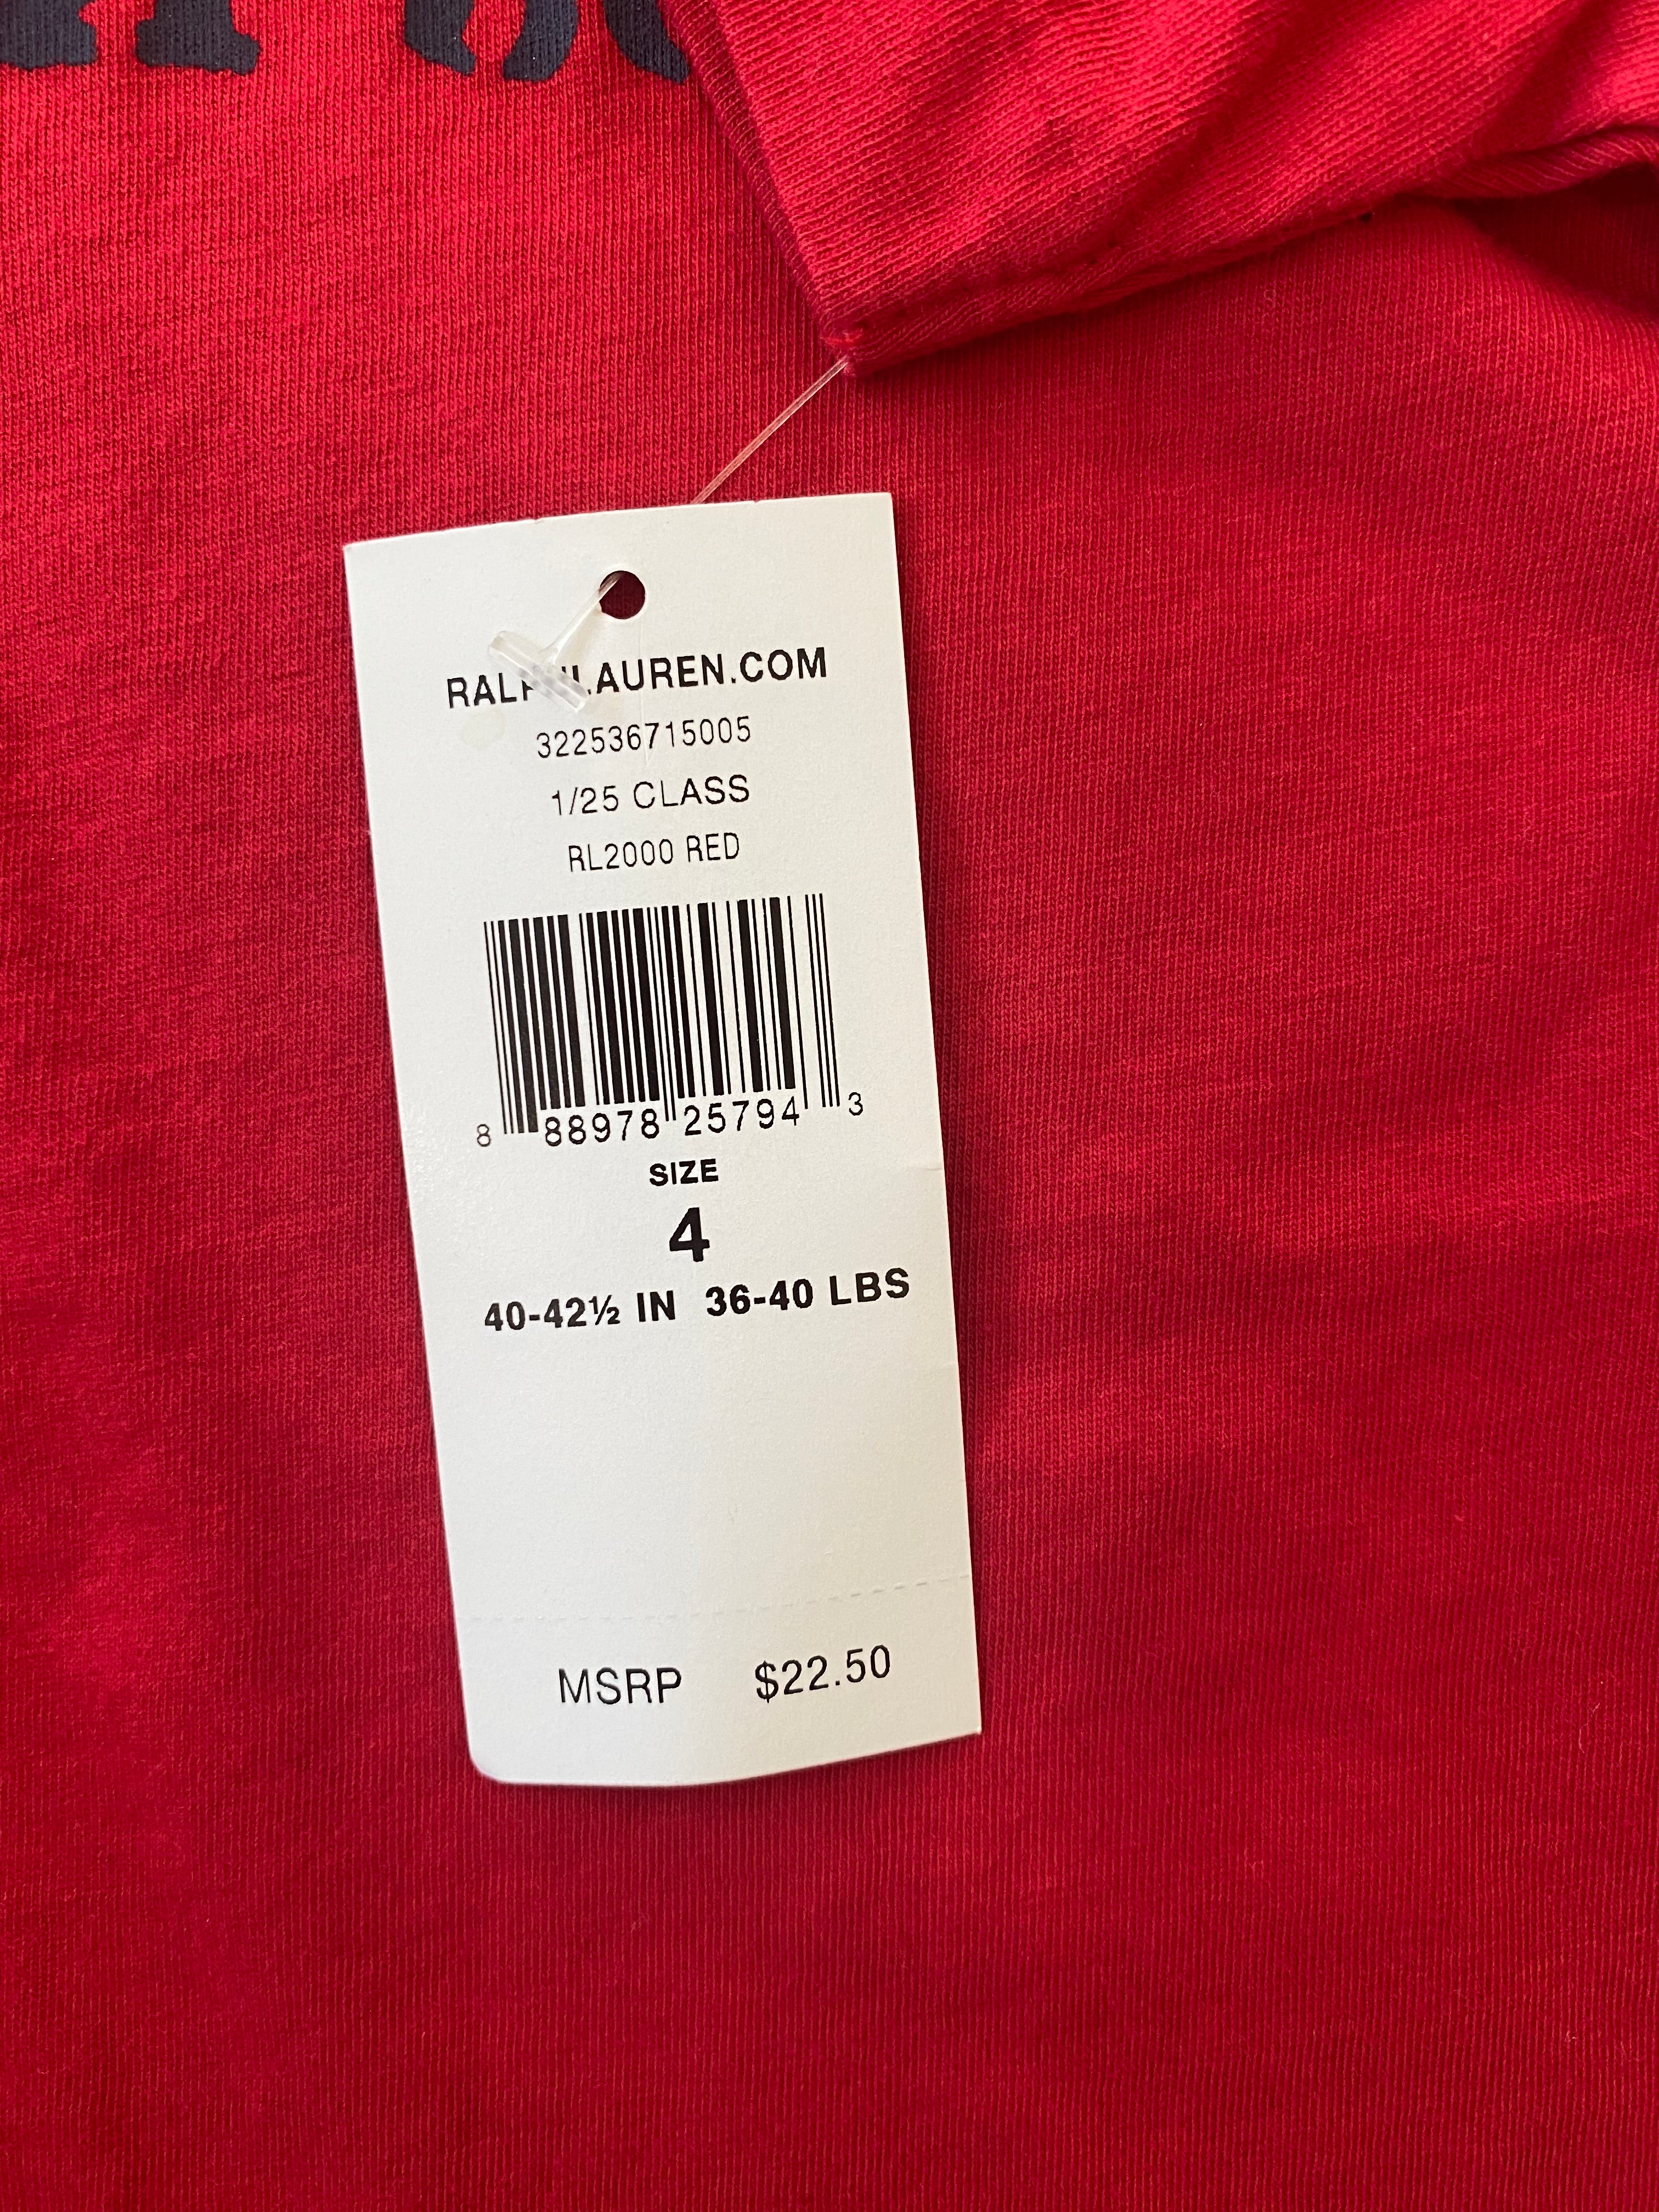 RALPHLAUREN.COM
322536715005
1/25 CLASS
RL2000 RED
8 88978 25794 3
SIZE
4
40-42½ IN 36-40 LBS
MSRP $22.50